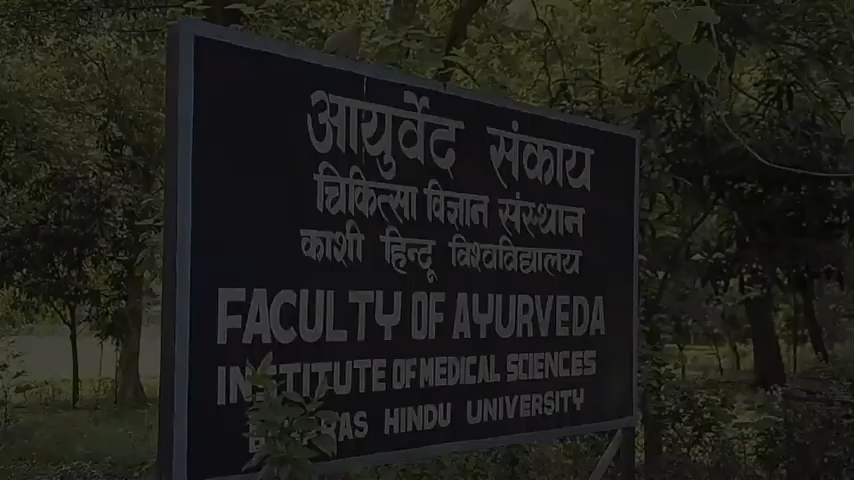 आयुर्वेद संकाय
चिकित्सा विज्ञान संस्थान
काशी हिन्दू विश्वविद्यालय
FACULTY OF AYURVEDA
INSTITUTE OF MEDICAL SCIENCES
HINDU UNIVERSITY